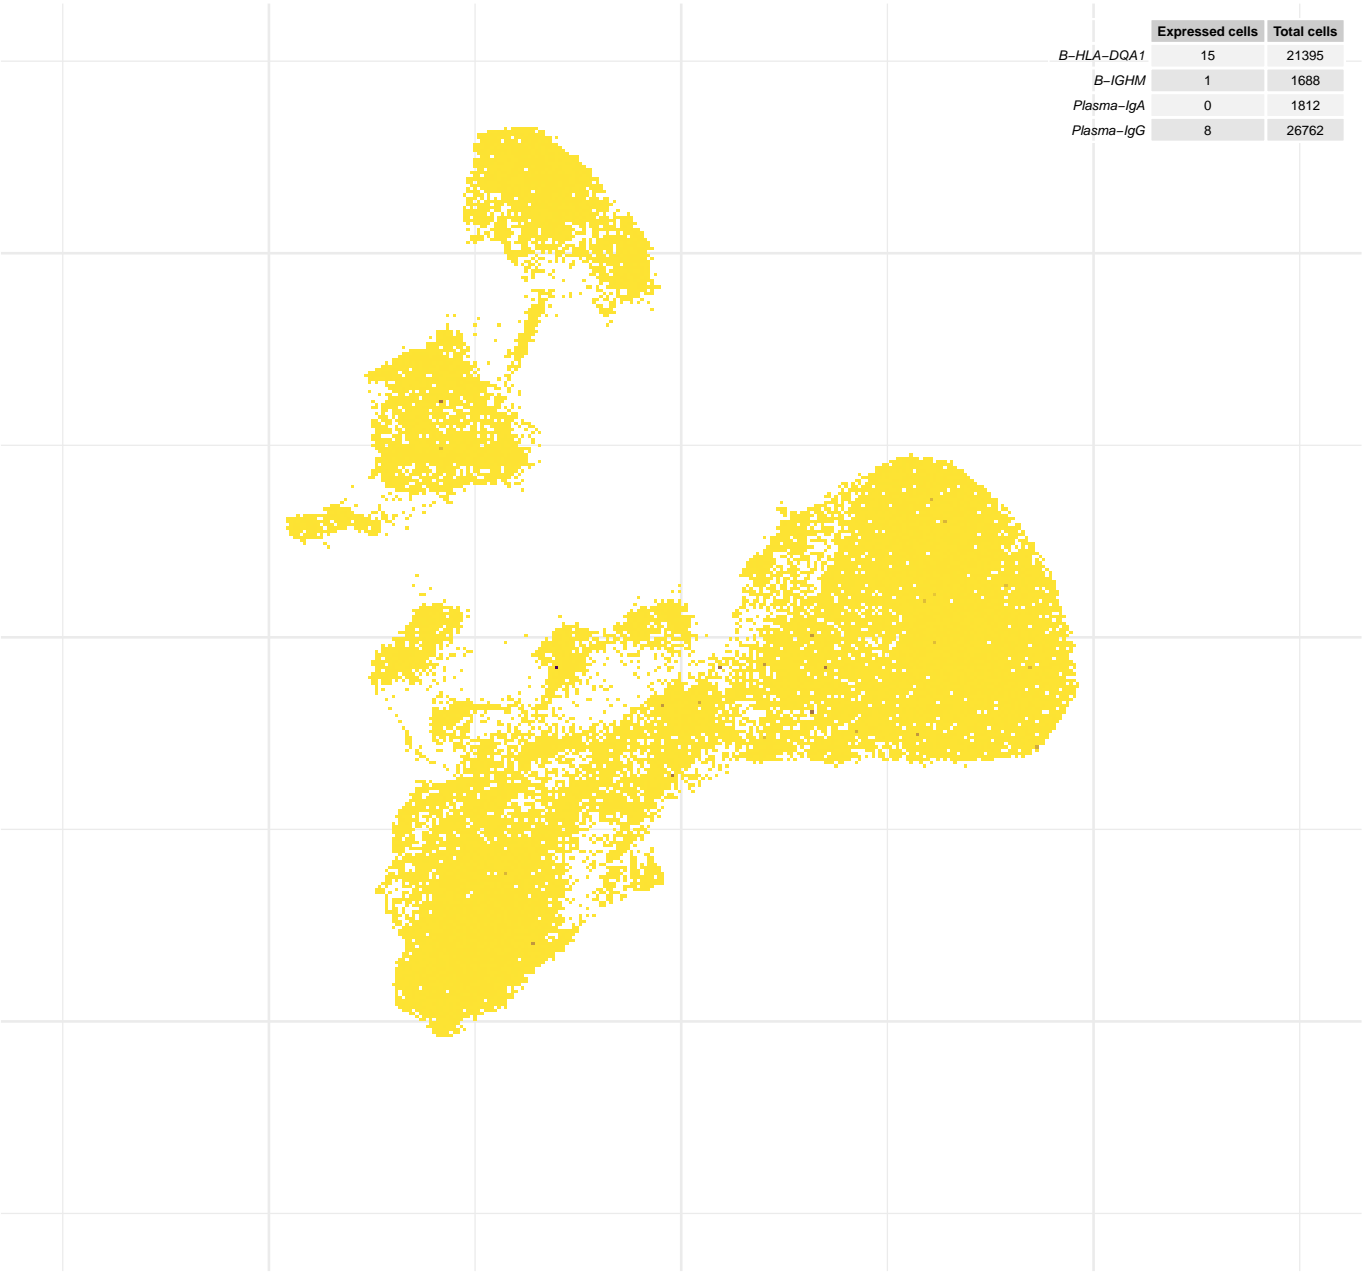 Expressed cells Total cells
B−HLA−DQA1 15 21395
B−IGHM 1 1688
Plasma−IgA 0 1812
Plasma−IgG 8 26762